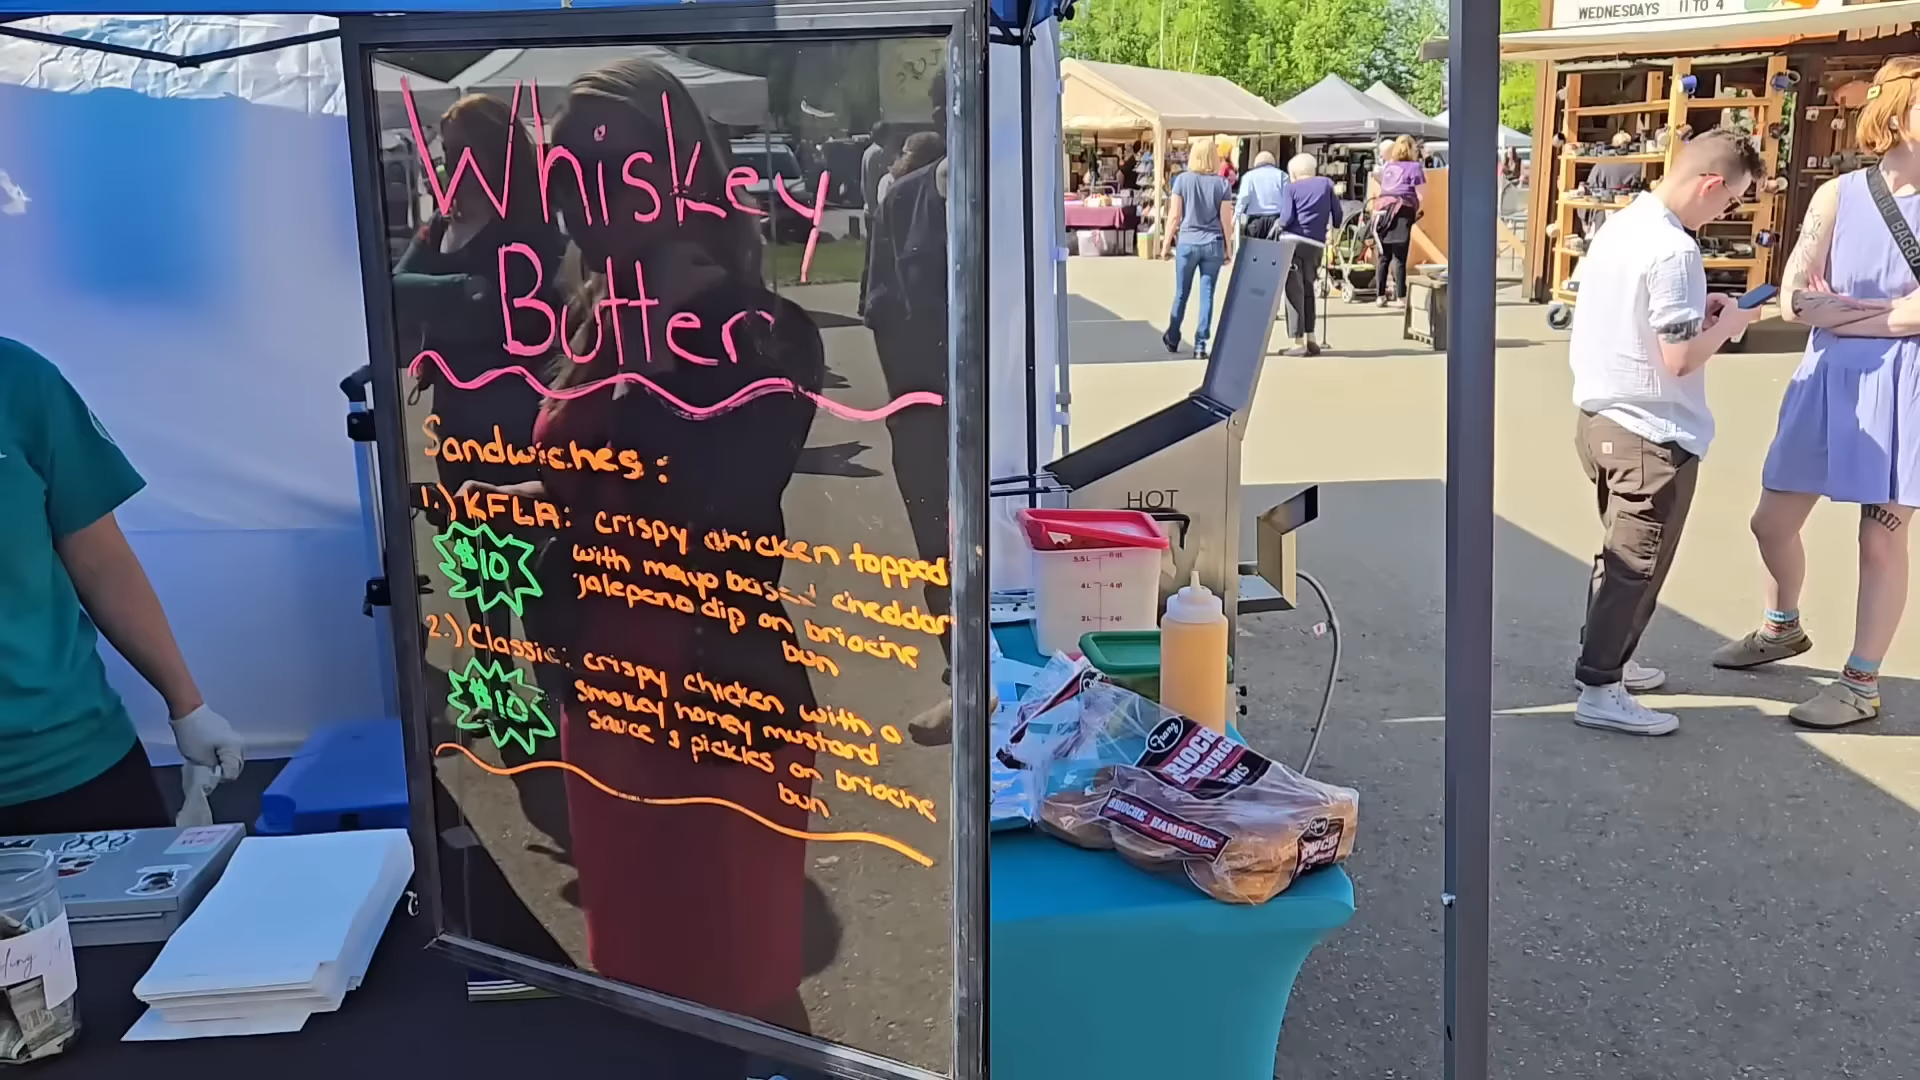 Whiskey
Butter
Sandwiches:
1.) KFLA: crispy chicken topped
with mayo based cheddar
jalepeno dip on brioche
bun
$10
2.) Classic: crispy chicken with a
smokey honey mustard
sauce & pickles on brioche
bun
$10
WEDNESDAYS 11 TO 4
HOT
Franz
BRIOCHE HAMBURGER